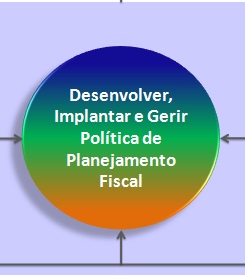 Desenvolver,
Implantar e Gerir
Política de
Planejamento
Fiscal